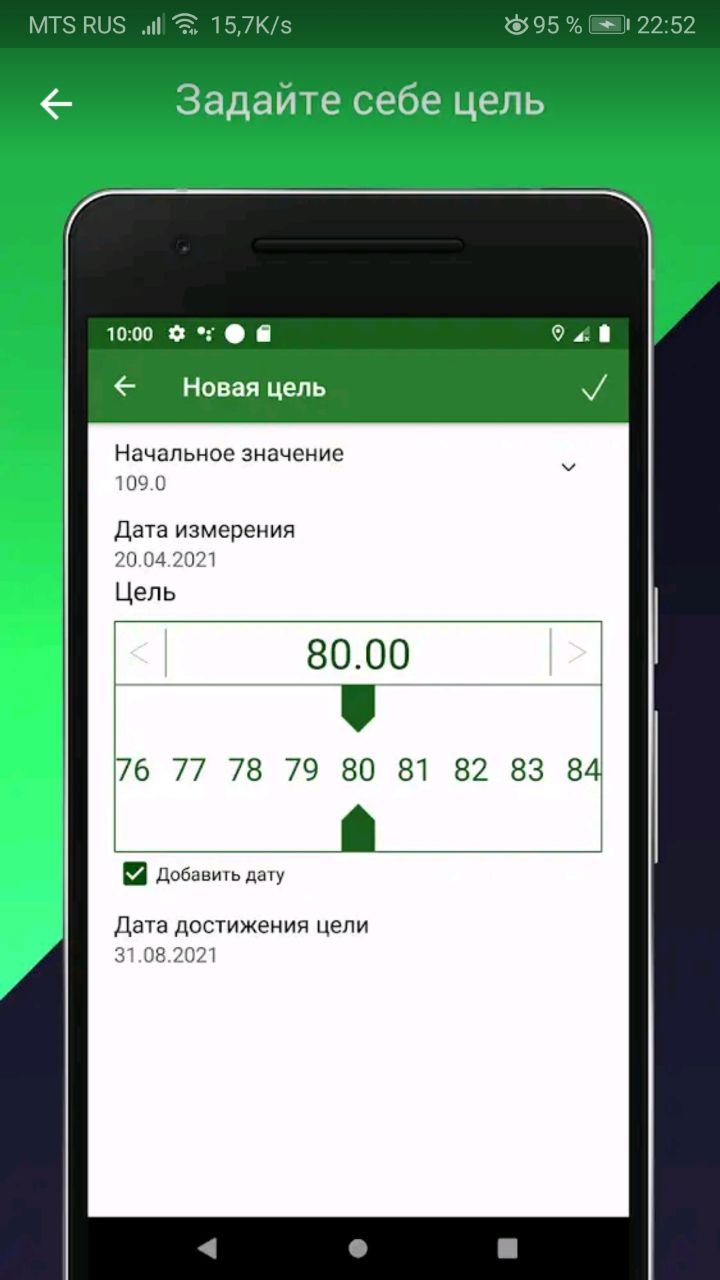 MTS RUS 15,7K/s 95 % 22:52
Задайте себе цель
10:00
Новая цель
Начальное значение
109.0
Дата измерения
20.04.2021
Цель
< 80.00 >
76 77 78 79 80 81 82 83 84
Добавить дату
Дата достижения цели
31.08.2021